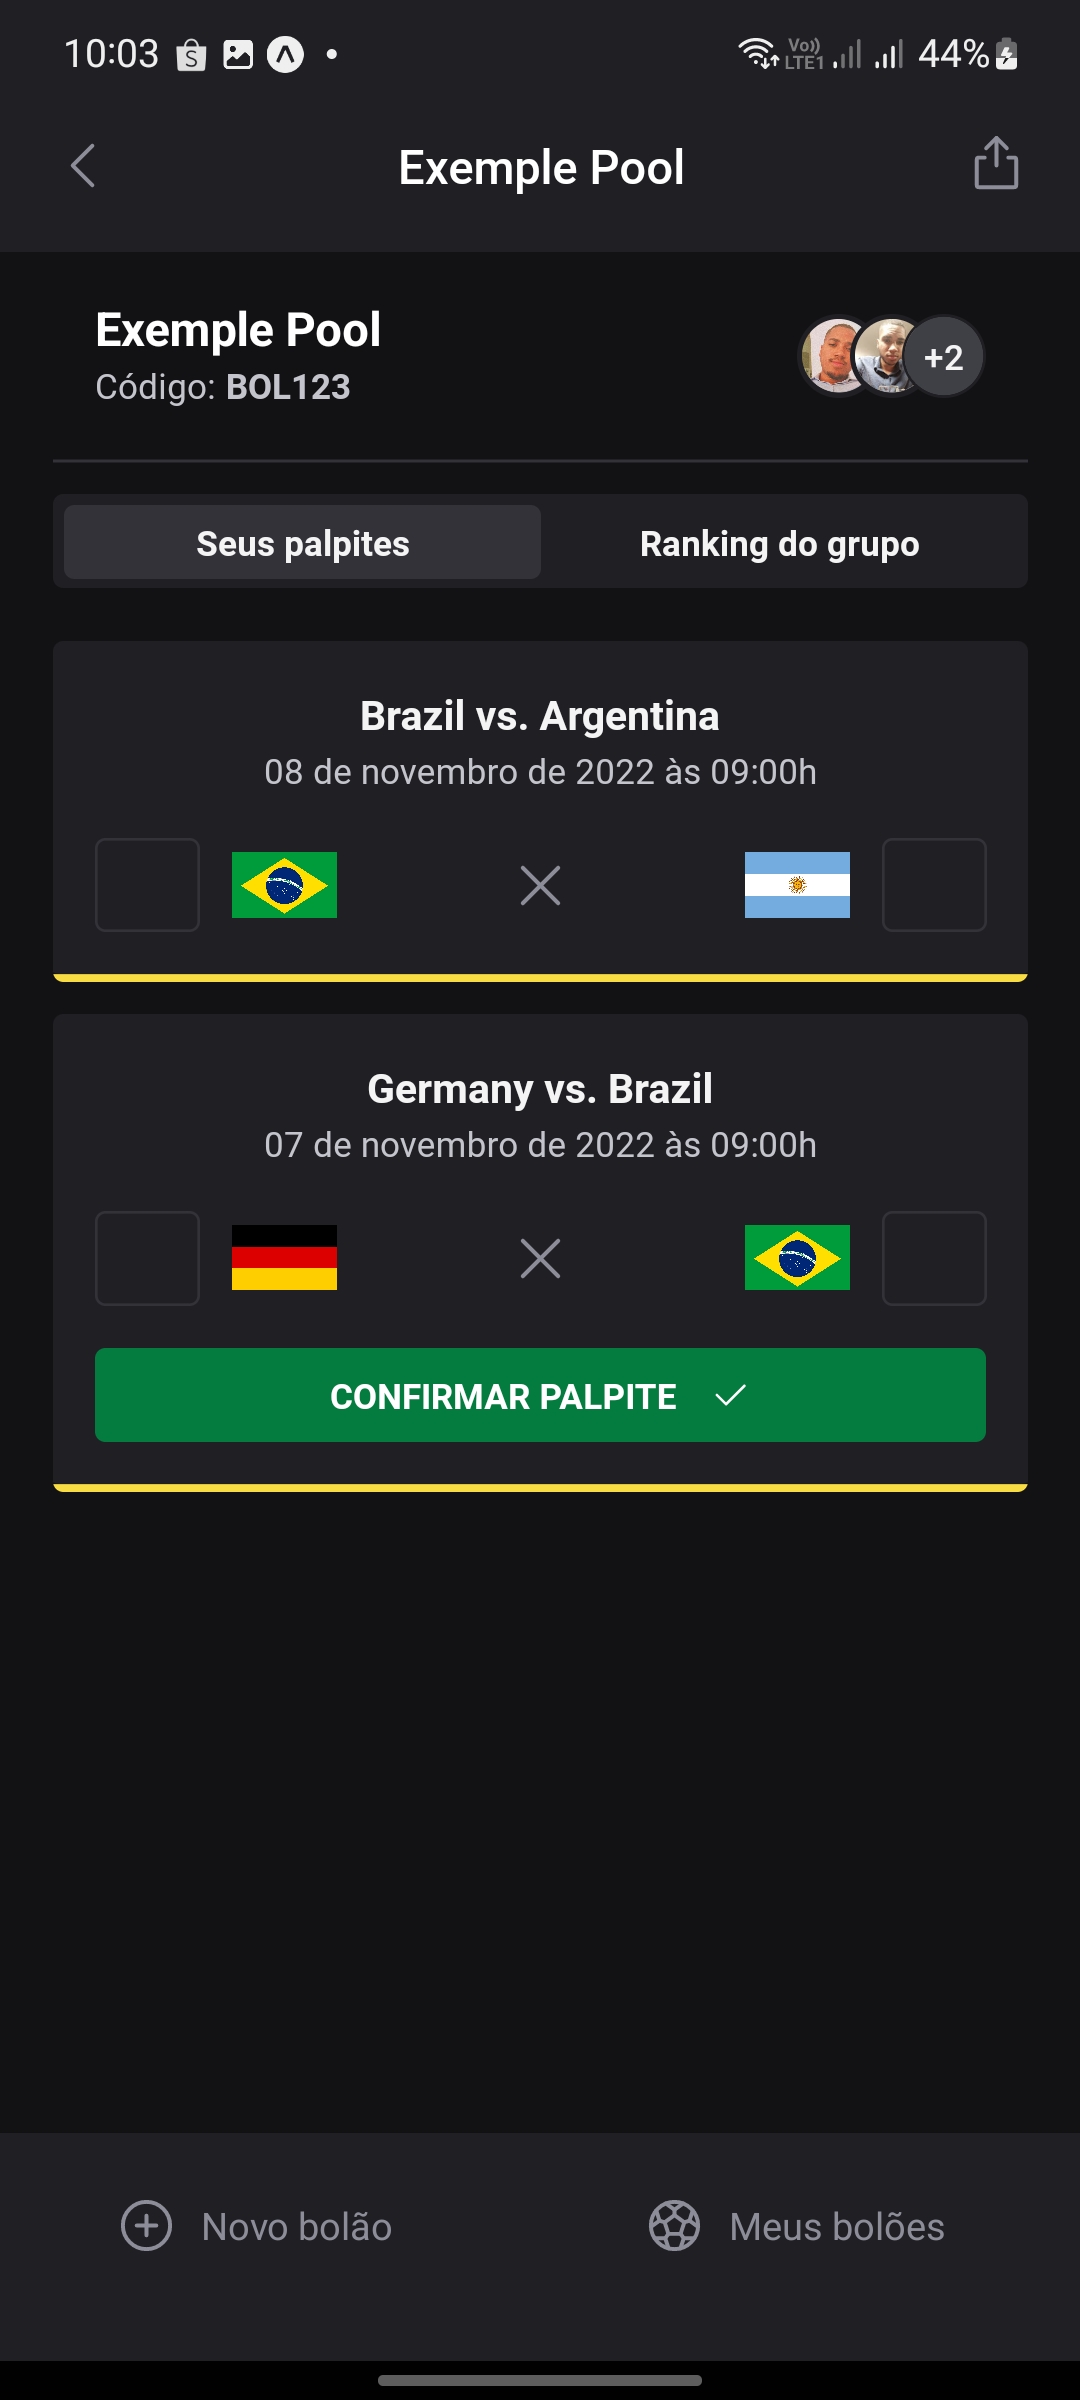 10:03
Vo))
LTE1
44%
Exemple Pool
Exemple Pool
+2
Código: BOL123
Seus palpites
Ranking do grupo
Brazil vs. Argentina
08 de novembro de 2022 às 09:00h
Germany vs. Brazil
07 de novembro de 2022 às 09:00h
CONFIRMAR PALPITE
Novo bolão
Meus bolões